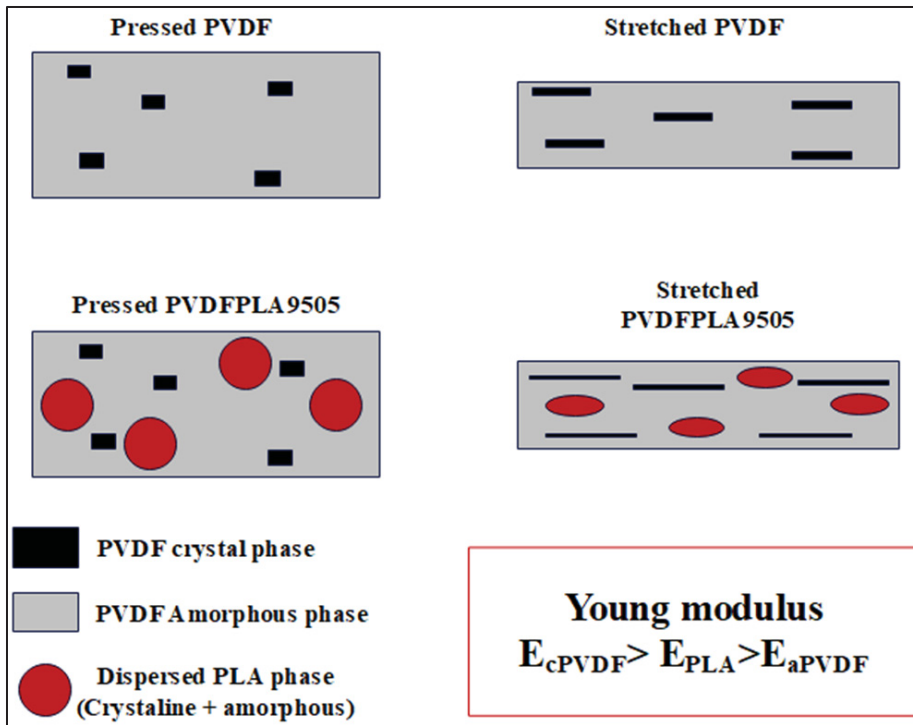 Pressed PVDF
Stretched PVDF
Pressed PVDFPLA9505
Stretched
PVDFPLA9505
PVDF crystal phase
PVDF Amorphous phase
Dispersed PLA phase
(Crystaline + amorphous)
Young modulus
EcPVDF> EPLA>EaPVDF